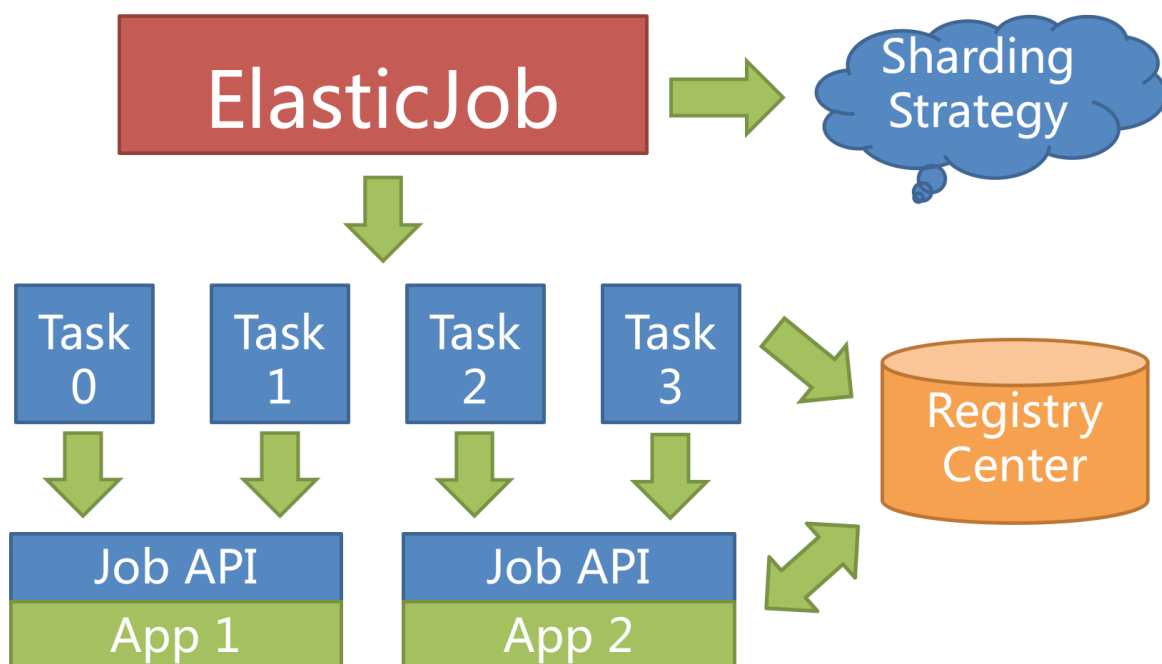 ElasticJob
Sharding
Strategy
Task
0
Task
1
Task
2
Task
3
Registry
Center
Job API
App 1
Job API
App 2